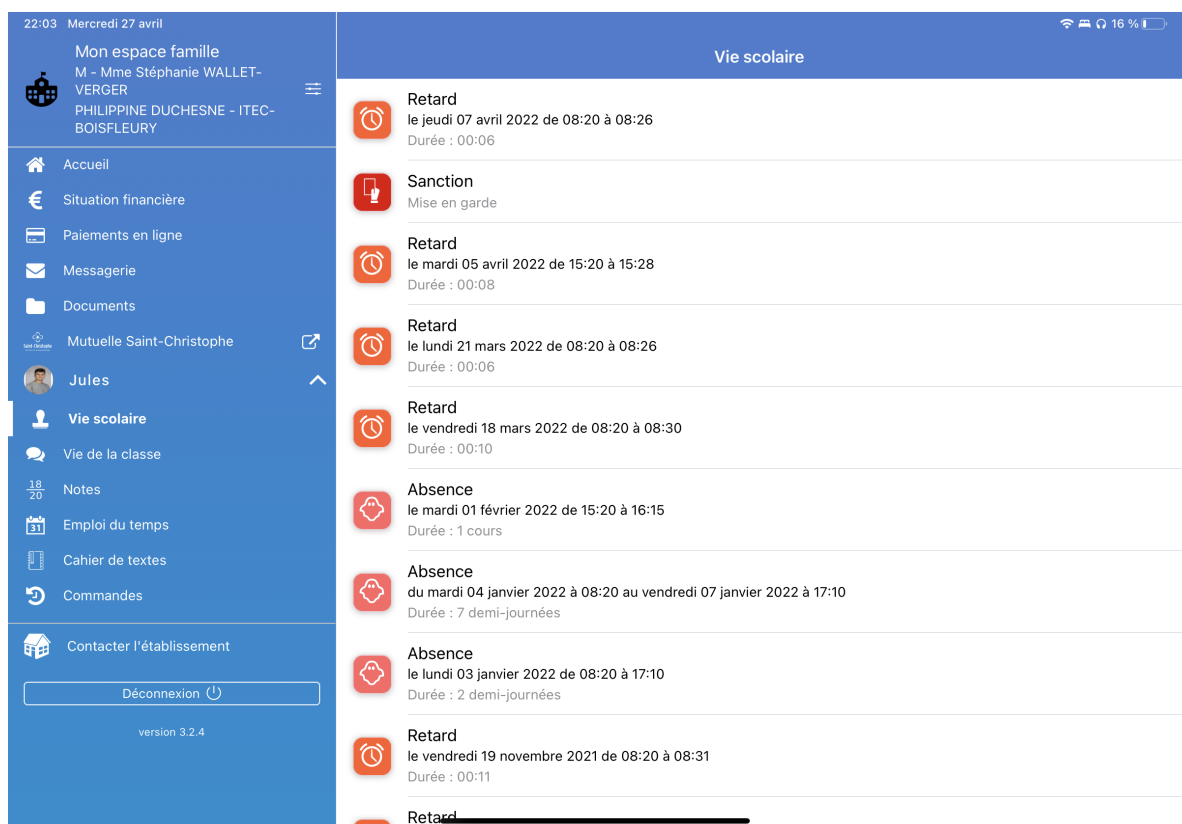 22:03 Mercredi 27 avril
16 %
Mon espace famille
M - Mme Stéphanie WALLET-
VERGER
PHILIPPINE DUCHESNE - ITEC-
BOISFLEURY
Accueil
€ Situation financière
Paiements en ligne
Messagerie
Documents
Mutuelle Saint-Christophe
Jules
Vie scolaire
Vie de la classe
18
20
Notes
31
Emploi du temps
Cahier de textes
Commandes
Contacter l'établissement
Déconnexion
version 3.2.4
Vie scolaire
Retard
le jeudi 07 avril 2022 de 08:20 à 08:26
Durée : 00:06
Sanction
Mise en garde
Retard
le mardi 05 avril 2022 de 15:20 à 15:28
Durée : 00:08
Retard
le lundi 21 mars 2022 de 08:20 à 08:26
Durée : 00:06
Retard
le vendredi 18 mars 2022 de 08:20 à 08:30
Durée : 00:10
Absence
le mardi 01 février 2022 de 15:20 à 16:15
Durée : 1 cours
Absence
du mardi 04 janvier 2022 à 08:20 au vendredi 07 janvier 2022 à 17:10
Durée : 7 demi-journées
Absence
le lundi 03 janvier 2022 de 08:20 à 17:10
Durée : 2 demi-journées
Retard
le vendredi 19 novembre 2021 de 08:20 à 08:31
Durée : 00:11
Retard